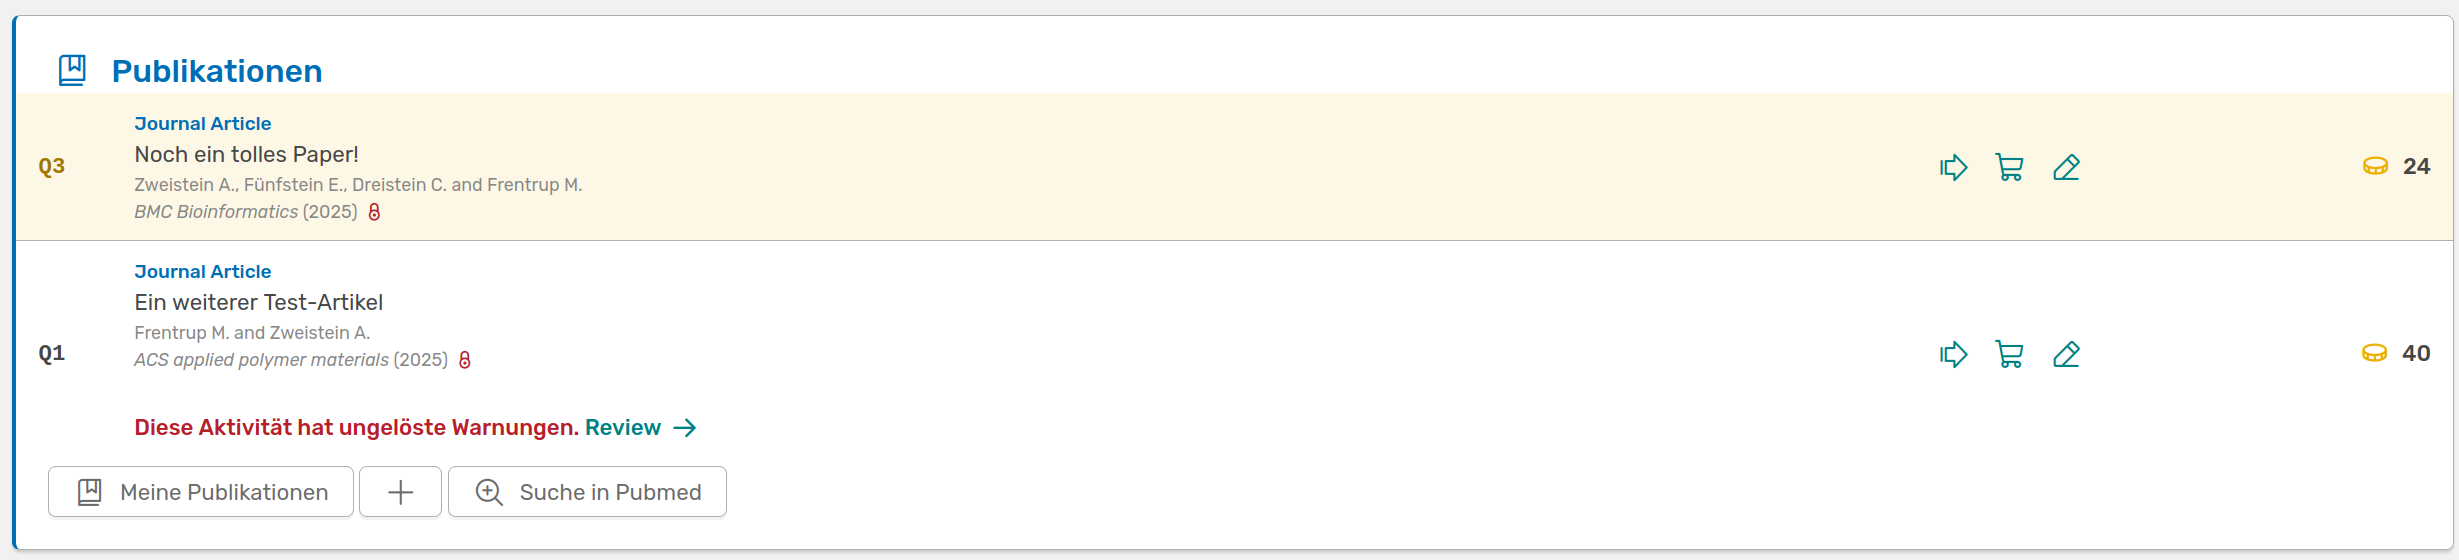 Publikationen
Journal Article
Noch ein tolles Paper!
Q3
24
Zweistein A., Fünfstein E., Dreistein C. and Frentrup M.
BMC Bioinformatics (2025)
Journal Article
Ein weiterer Test-Artikel
Frentrup M. and Zweistein A.
Q1
40
ACS applied polymer materials (2025)
Diese Aktivität hat ungelöste Warnungen. Review
Meine Publikationen
Suche in Pubmed